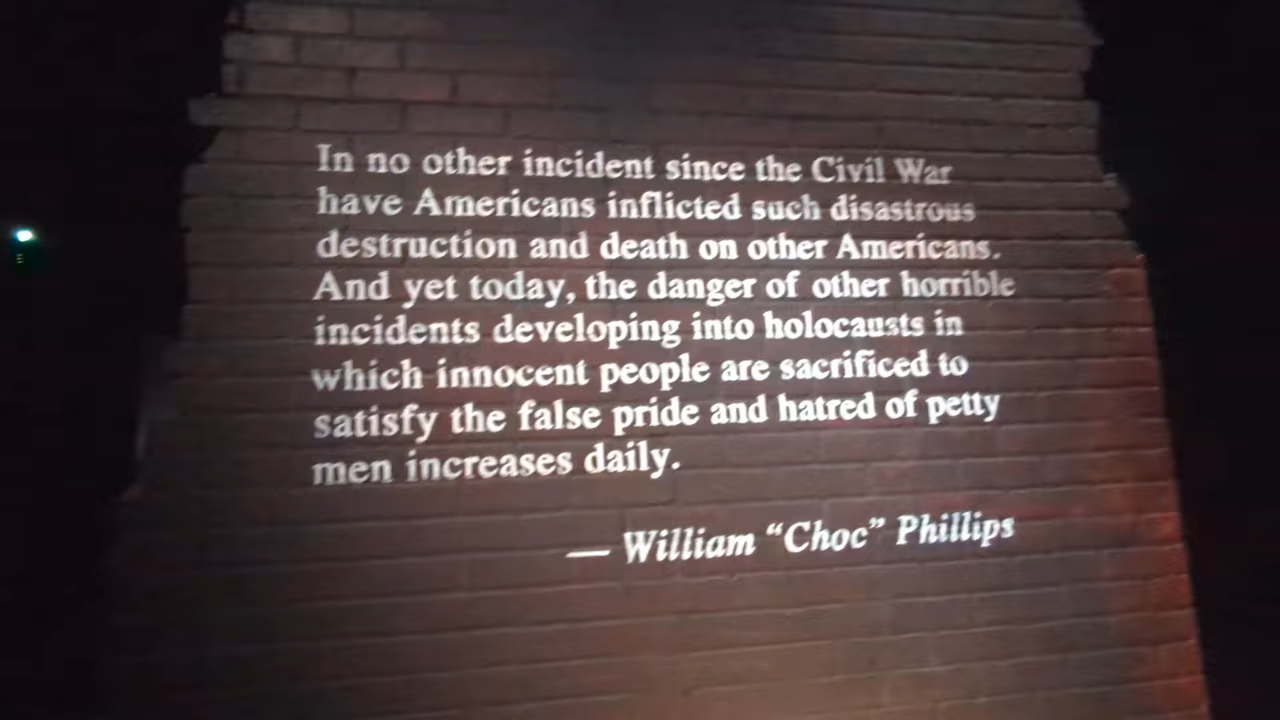 In no other incident since the Civil War
have Americans inflicted such disastrous
destruction and death on other Americans.
And yet today, the danger of other horrible
incidents developing into holocausts in
which innocent people are sacrificed to
satisfy the false pride and hatred of petty
men increases daily.
— William “Choc” Phillips